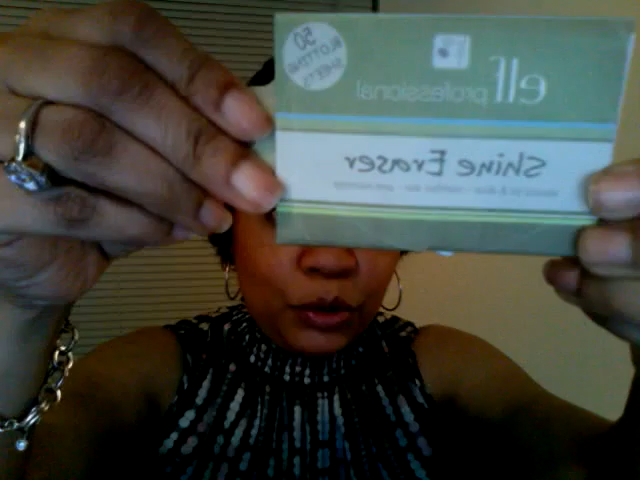 50
BLOTTING
SHEETS
elf professional
Shine Eraser